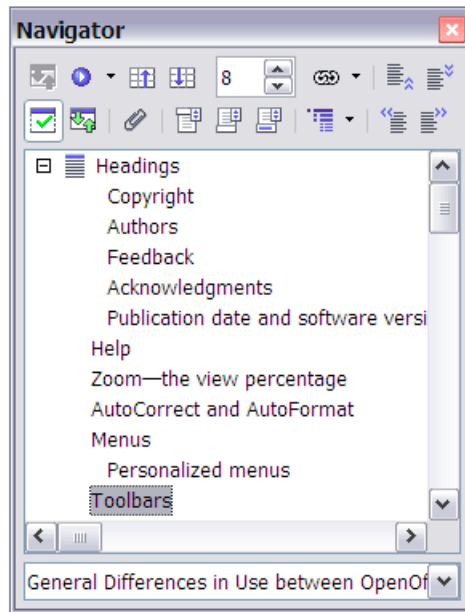 Navigator
8
Headings
Copyright
Authors
Feedback
Acknowledgments
Publication date and software versi
Help
Zoom—the view percentage
AutoCorrect and AutoFormat
Menus
Personalized menus
Toolbars
General Differences in Use between OpenOf